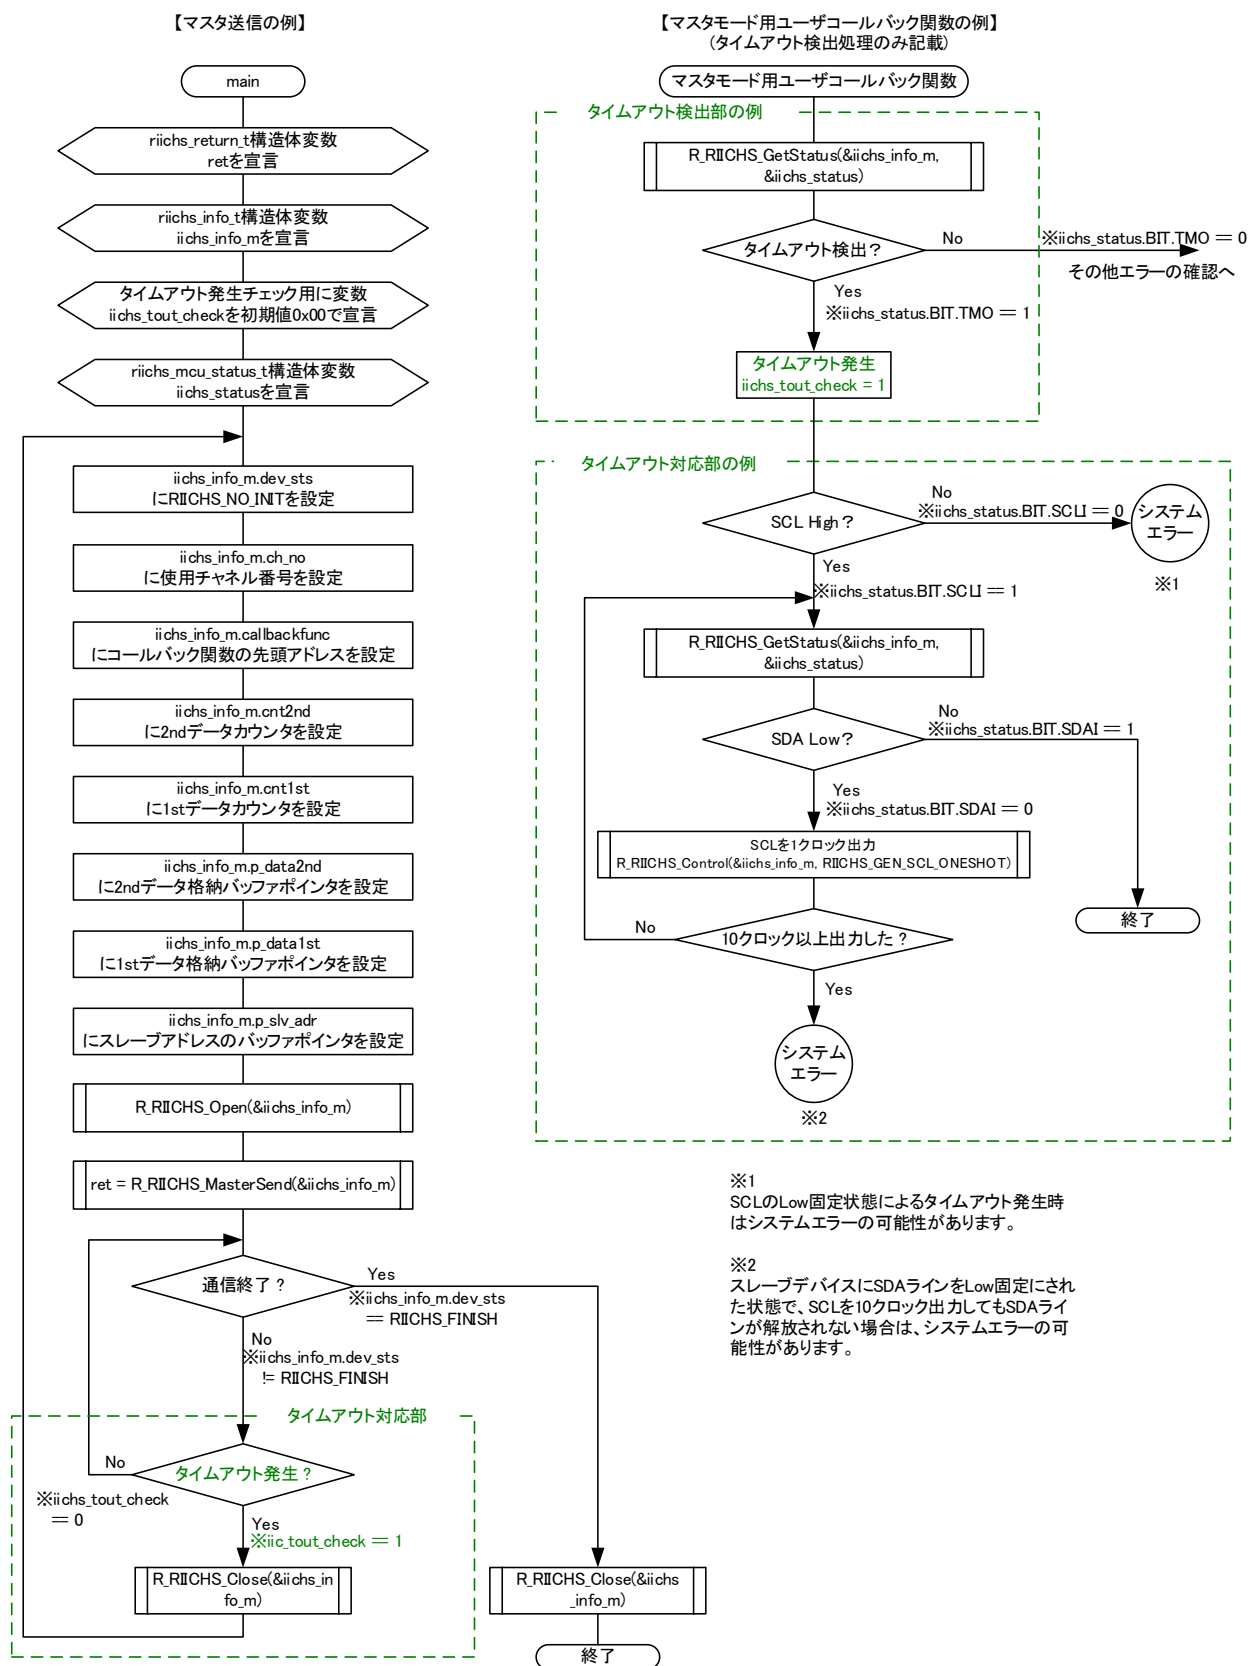 【マスタ送信の例】
main
riichs_return_t構造体変数
retを宣言
riichs_info_t構造体変数
iichs_info_mを宣言
タイムアウト発生チェック用に変数
iichs_tout_checkを初期値0x00で宣言
riichs_mcu_status_t構造体変数
iichs_statusを宣言
iichs_info_m.dev_sts
にRIICHS_NO_INITを設定
iichs_info_m.ch_no
に使用チャネル番号を設定
iichs_info_m.callbackfunc
にコールバック関数の先頭アドレスを設定
iichs_info_m.cnt2nd
に2ndデータカウンタを設定
iichs_info_m.cnt1st
に1stデータカウンタを設定
iichs_info_m.p_data2nd
に2ndデータ格納バッファポインタを設定
iichs_info_m.p_data1st
に1stデータ格納バッファポインタを設定
iichs_info_m.p_slv_adr
にスレーブアドレスのバッファポインタを設定
R_RIICHS_Open(&iichs_info_m)
ret = R_RIICHS_MasterSend(&iichs_info_m)
通信終了？
Yes
※iichs_info_m.dev_sts
== RIICHS_FINISH
No
※iichs_info_m.dev_sts
!= RIICHS_FINISH
タイムアウト対応部
タイムアウト発生？
No
※iichs_tout_check
== 0
Yes
※iic_tout_check == 1
R_RIICHS_Close(&iichs_in
fo_m)
R_RIICHS_Close(&iichs
_info_m)
終了
【マスタモード用ユーザコールバック関数の例】
(タイムアウト検出処理のみ記載)
マスタモード用ユーザコールバック関数
タイムアウト検出部の例
R_RIICHS_GetStatus(&iichs_info_m,
&iichs_status)
タイムアウト検出？
No
※iichs_status.BIT.TMO == 0
その他エラーの確認へ
Yes
※iichs_status.BIT.TMO == 1
タイムアウト発生
iichs_tout_check = 1
タイムアウト対応部の例
SCL High？
No
※iichs_status.BIT.SCLI == 0
システム
エラー
※1
Yes
※iichs_status.BIT.SCLI == 1
R_RIICHS_GetStatus(&iichs_info_m,
&iichs_status)
SDA Low？
No
※iichs_status.BIT.SDAI == 1
Yes
※iichs_status.BIT.SDAI == 0
SCLを1クロック出力
R_RIICHS_Control(&iichs_info_m, RIICHS_GEN_SCL_ONESHOT)
10クロック以上出力した？
No
終了
Yes
システム
エラー
※2
※1
SCLのLow固定状態によるタイムアウト発生時
はシステムエラーの可能性があります。
※2
スレーブデバイスにSDAラインをLow固定にされ
た状態で、SCLを10クロック出力してもSDAライ
ンが解放されない場合は、システムエラーの可
能性があります。